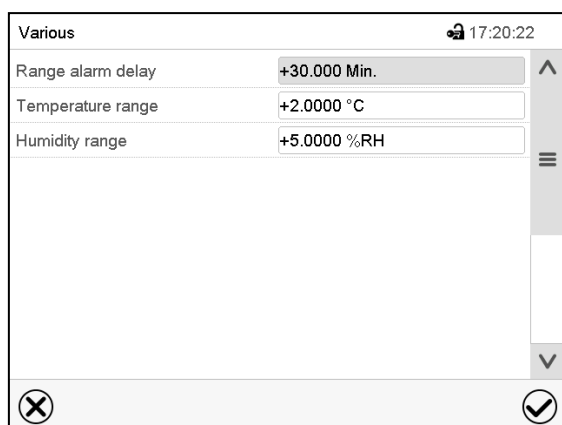 Various 17:20:22
Range alarm delay +30.000 Min.
Temperature range +2.0000 °C
Humidity range +5.0000 %RH